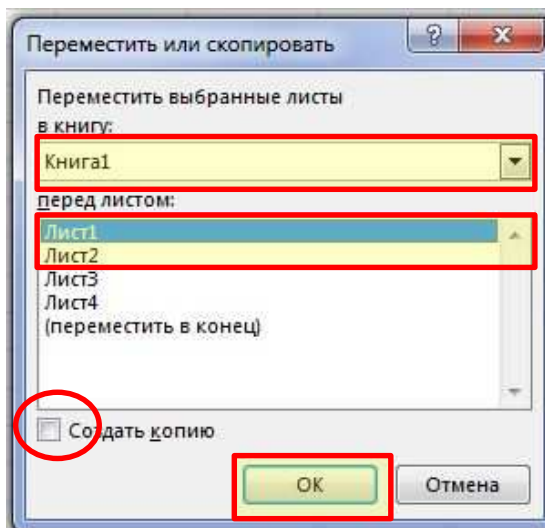 Переместить или скопировать
Переместить выбранные листы
в книгу:
Книга1
перед листом:
Лист1
Лист2
Лист3
Лист4
(переместить в конец)
Создать копию
ОК Отмена